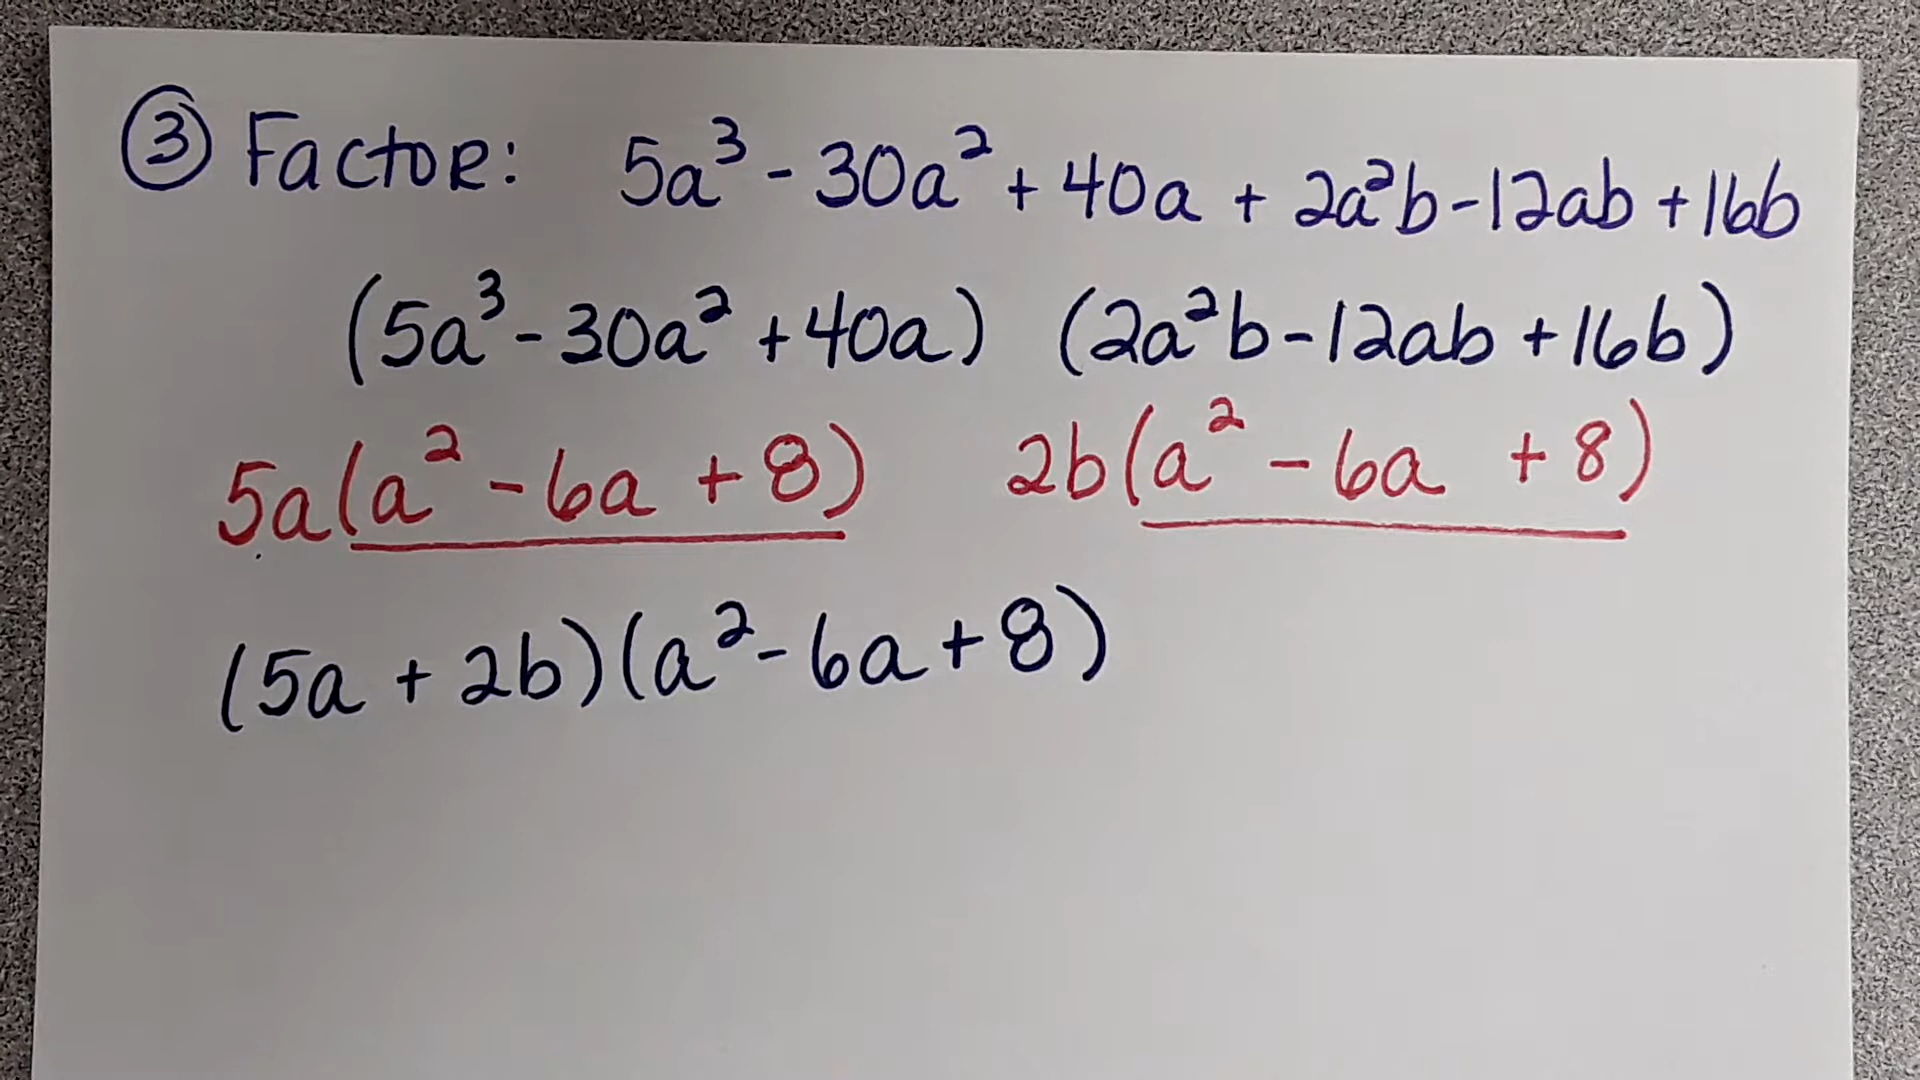 ③ Factor: 5a³ - 30a² + 40a + 2a²b - 12ab + 16b
(5a³ - 30a² + 40a) (2a²b - 12ab + 16b)
5a(a² - 6a + 8) 2b(a² - 6a + 8)
(5a + 2b)(a² - 6a + 8)